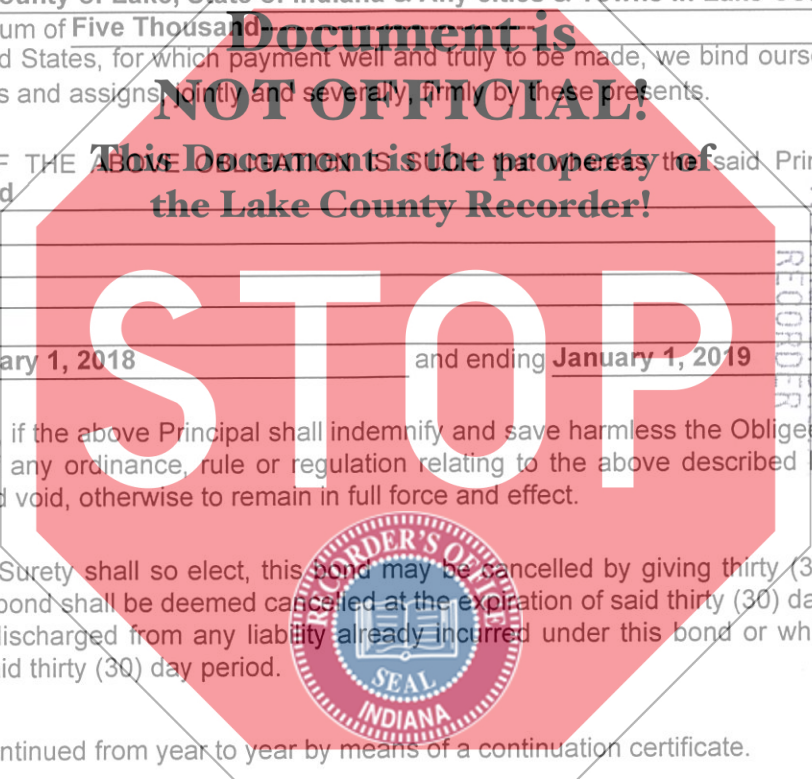 County of Lake, State of Indiana & Any Cities & Towns in Lake
um of Five Thousand
Document is
d States, for which payment well and truly to be made, we bind ourse
NOT OFFICIAL!
s and assigns, jointly and severally, firmly by these presents.
This Document is the property of
F THE ABOVE OBLIGATION IS SUCH that whereas the said Prin
d
the Lake County Recorder!
STOP
RECORDER
ary 1, 2018 and ending January 1, 2019
, if the above Principal shall indemnify and save harmless the Oblige
any ordinance, rule or regulation relating to the above described
d void, otherwise to remain in full force and effect.
RECORDER'S OFFICE
Surety shall so elect, this bond may be cancelled by giving thirty (3
bond shall be deemed cancelled at the expiration of said thirty (30) da
discharged from any liability already incurred under this bond or wh
id thirty (30) day period.
SEAL
INDIANA
ntinued from year to year by means of a continuation certificate.